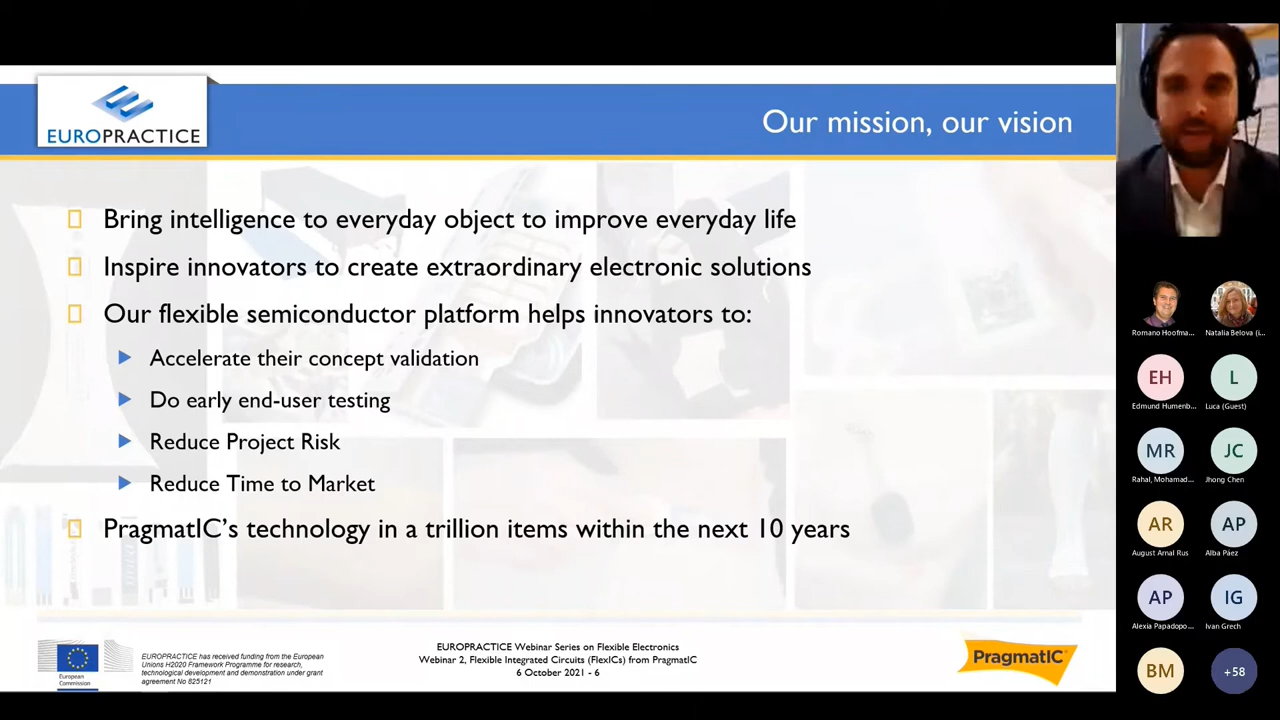 EUROPRACTICE
Our mission, our vision
Bring intelligence to everyday object to improve everyday life
Inspire innovators to create extraordinary electronic solutions
Our flexible semiconductor platform helps innovators to:
Accelerate their concept validation
Do early end-user testing
Reduce Project Risk
Reduce Time to Market
PragmatIC's technology in a trillion items within the next 10 years
European
Commission
EUROPRACTICE has received funding from the European
Unions H2020 Framework Programme for research,
technological development and demonstration under grant
agreement No 825121
EUROPRACTICE Webinar Series on Flexible Electronics
Webinar 2, Flexible Integrated Circuits (FlexICs) from PragmatIC
6 October 2021 - 6
PragmatIC
Romano Hoofma...
Natalia Belova (i...
EH
L
Edmund Humenb...
Luca (Guest)
MR
JC
Rahal, Mohamad...
Jhong Chen
AR
AP
August Arnal Rus
Alba Páez
AP
IG
Alexia Papadopo...
Ivan Grech
BM
+58